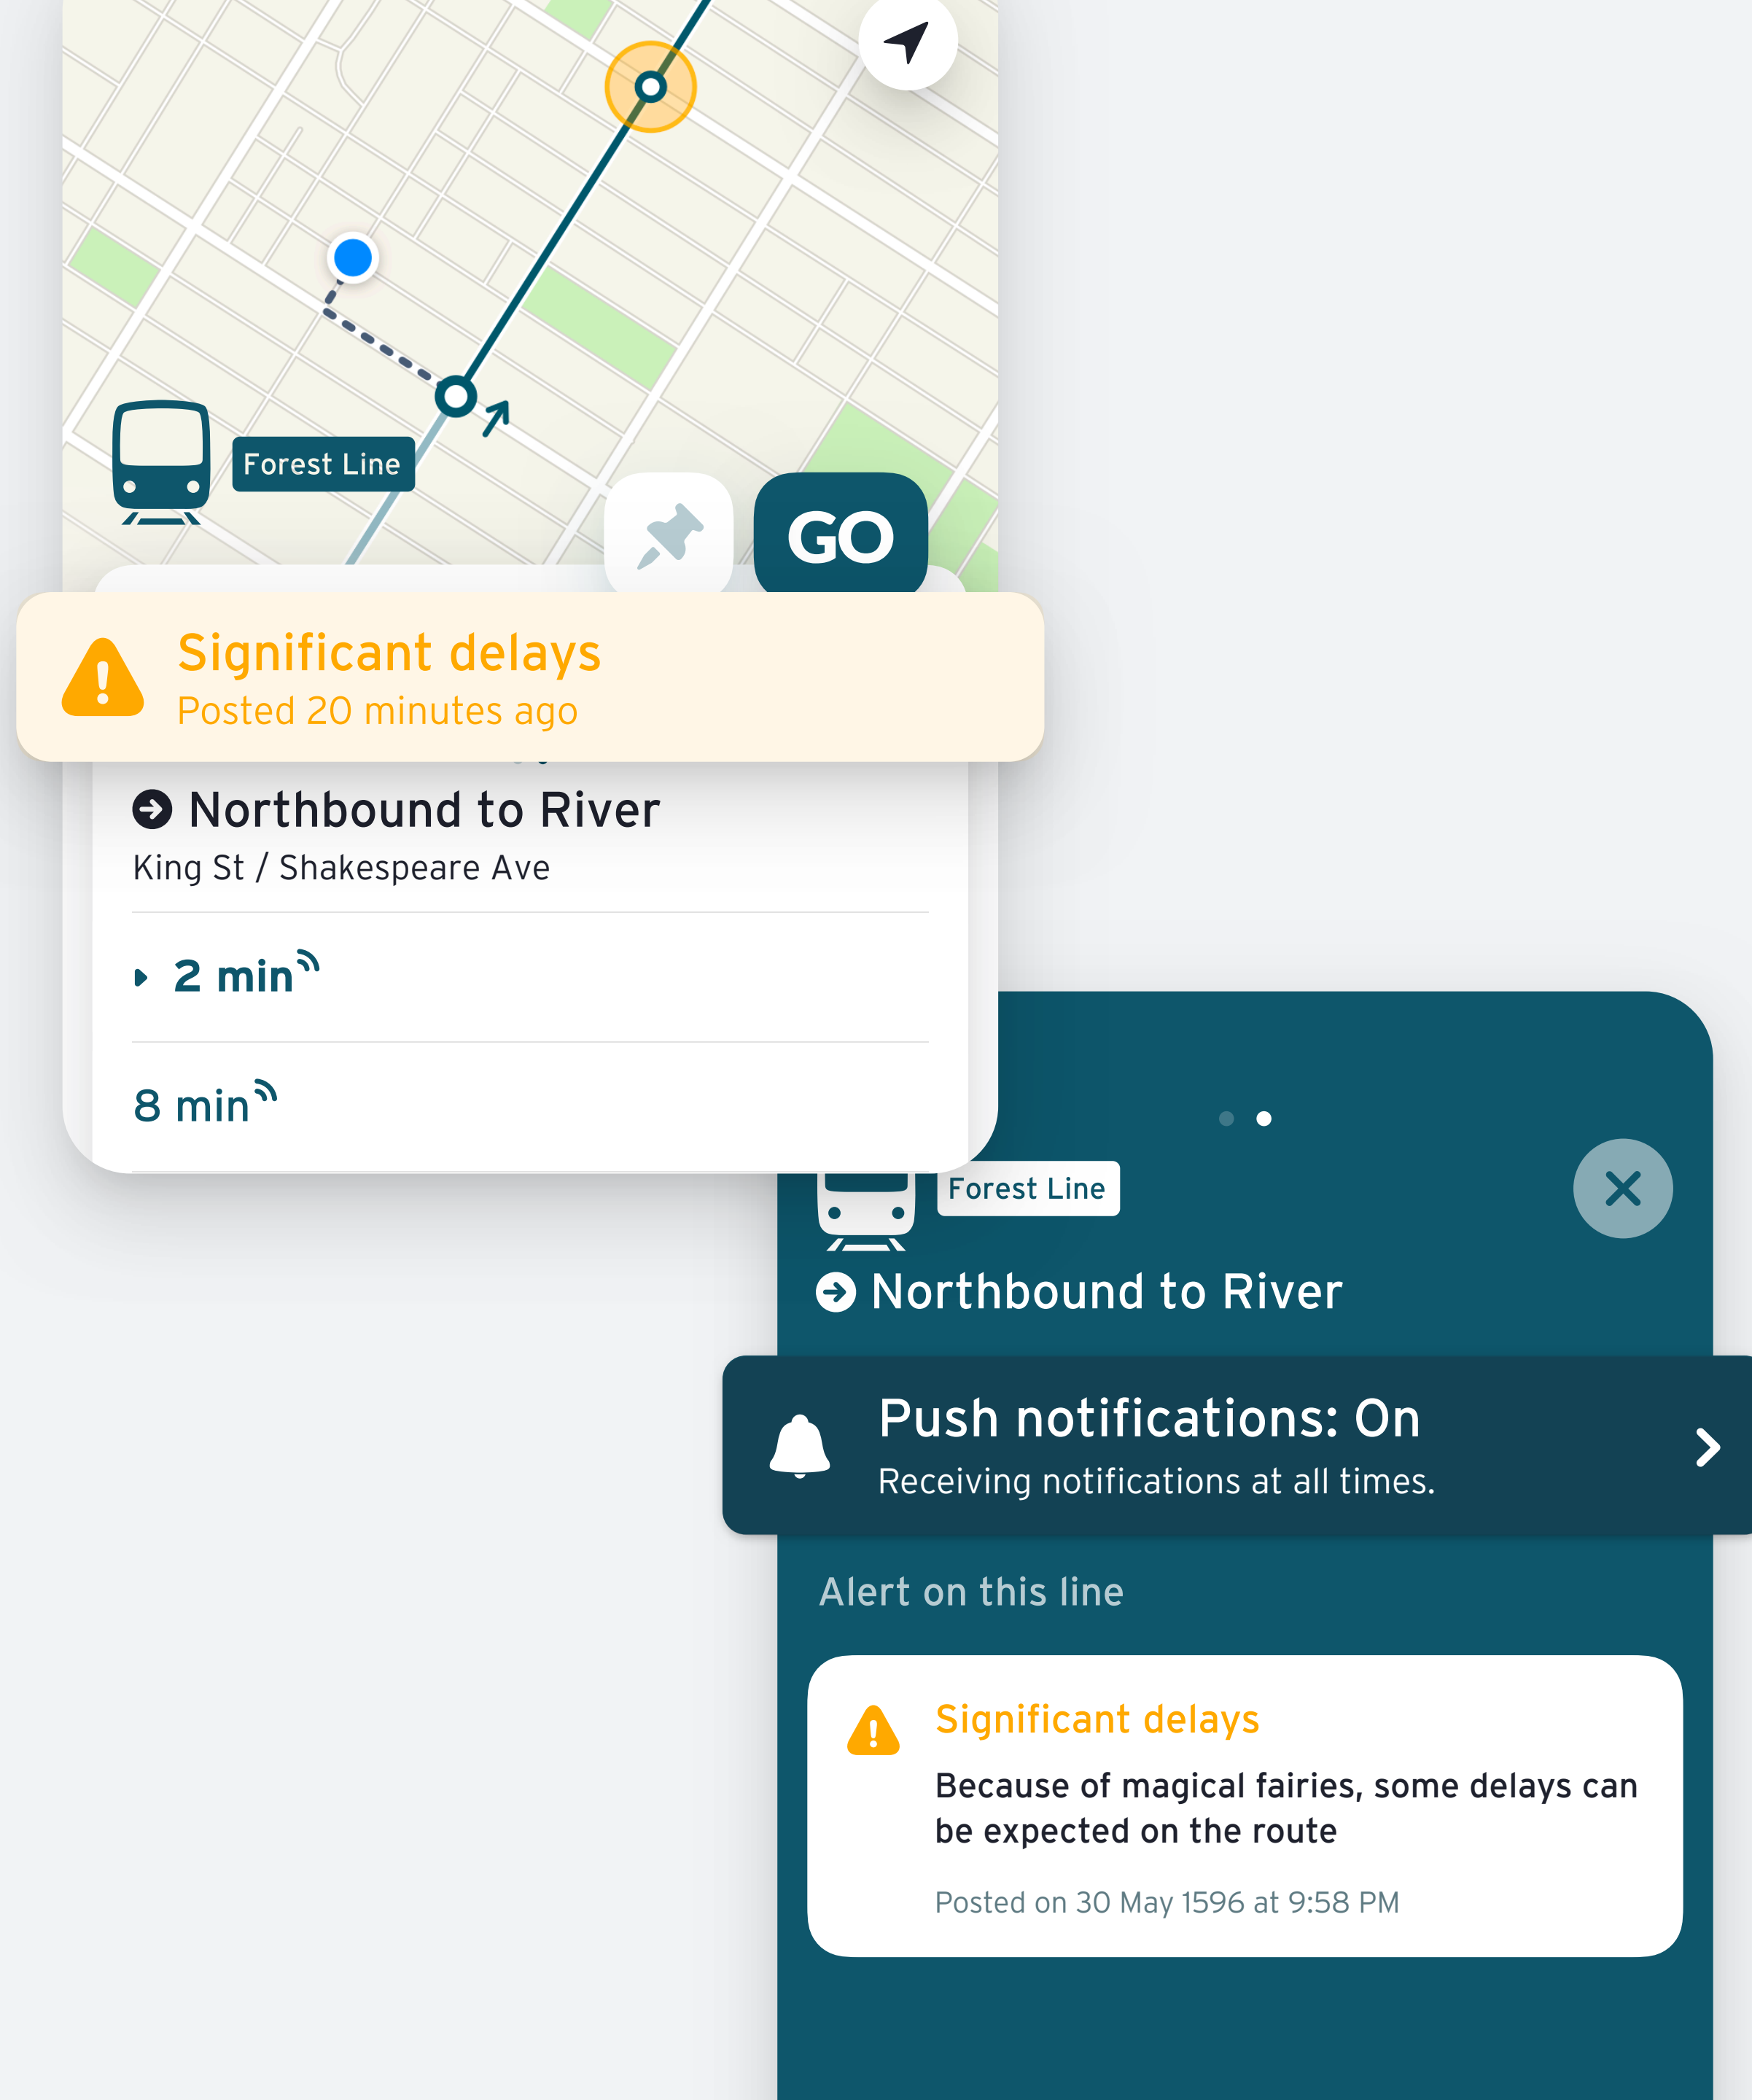 Forest Line
GO
Significant delays
Posted 20 minutes ago
Northbound to River
King St / Shakespeare Ave
2 min
8 min
Forest Line
Northbound to River
Push notifications: On
Receiving notifications at all times.
Alert on this line
Significant delays
Because of magical fairies, some delays can
be expected on the route
Posted on 30 May 1596 at 9:58 PM